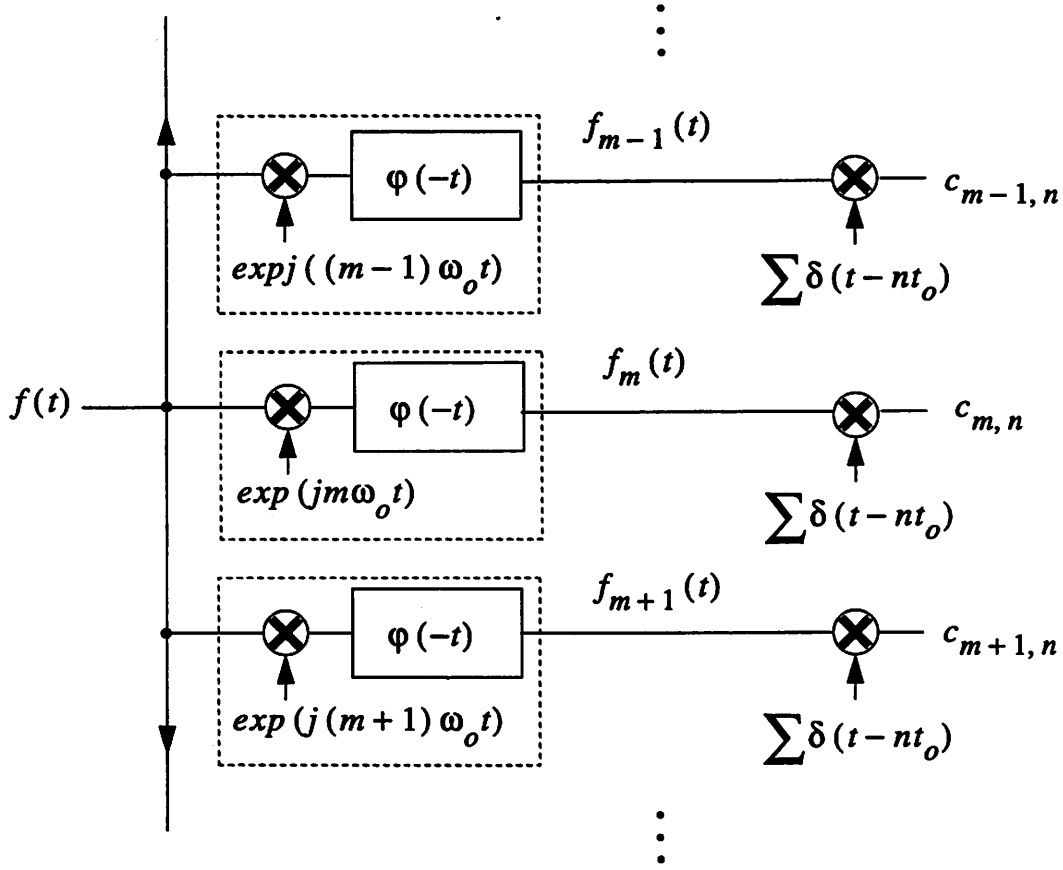 f_{m-1}(t)
φ(-t)
c_{m-1, n}
expj((m-1)ω_o t)
∑δ(t-nt_o)
f_m(t)
f(t)
φ(-t)
c_{m, n}
exp(jmω_o t)
∑δ(t-nt_o)
f_{m+1}(t)
φ(-t)
c_{m+1, n}
exp(j(m+1)ω_o t)
∑δ(t-nt_o)